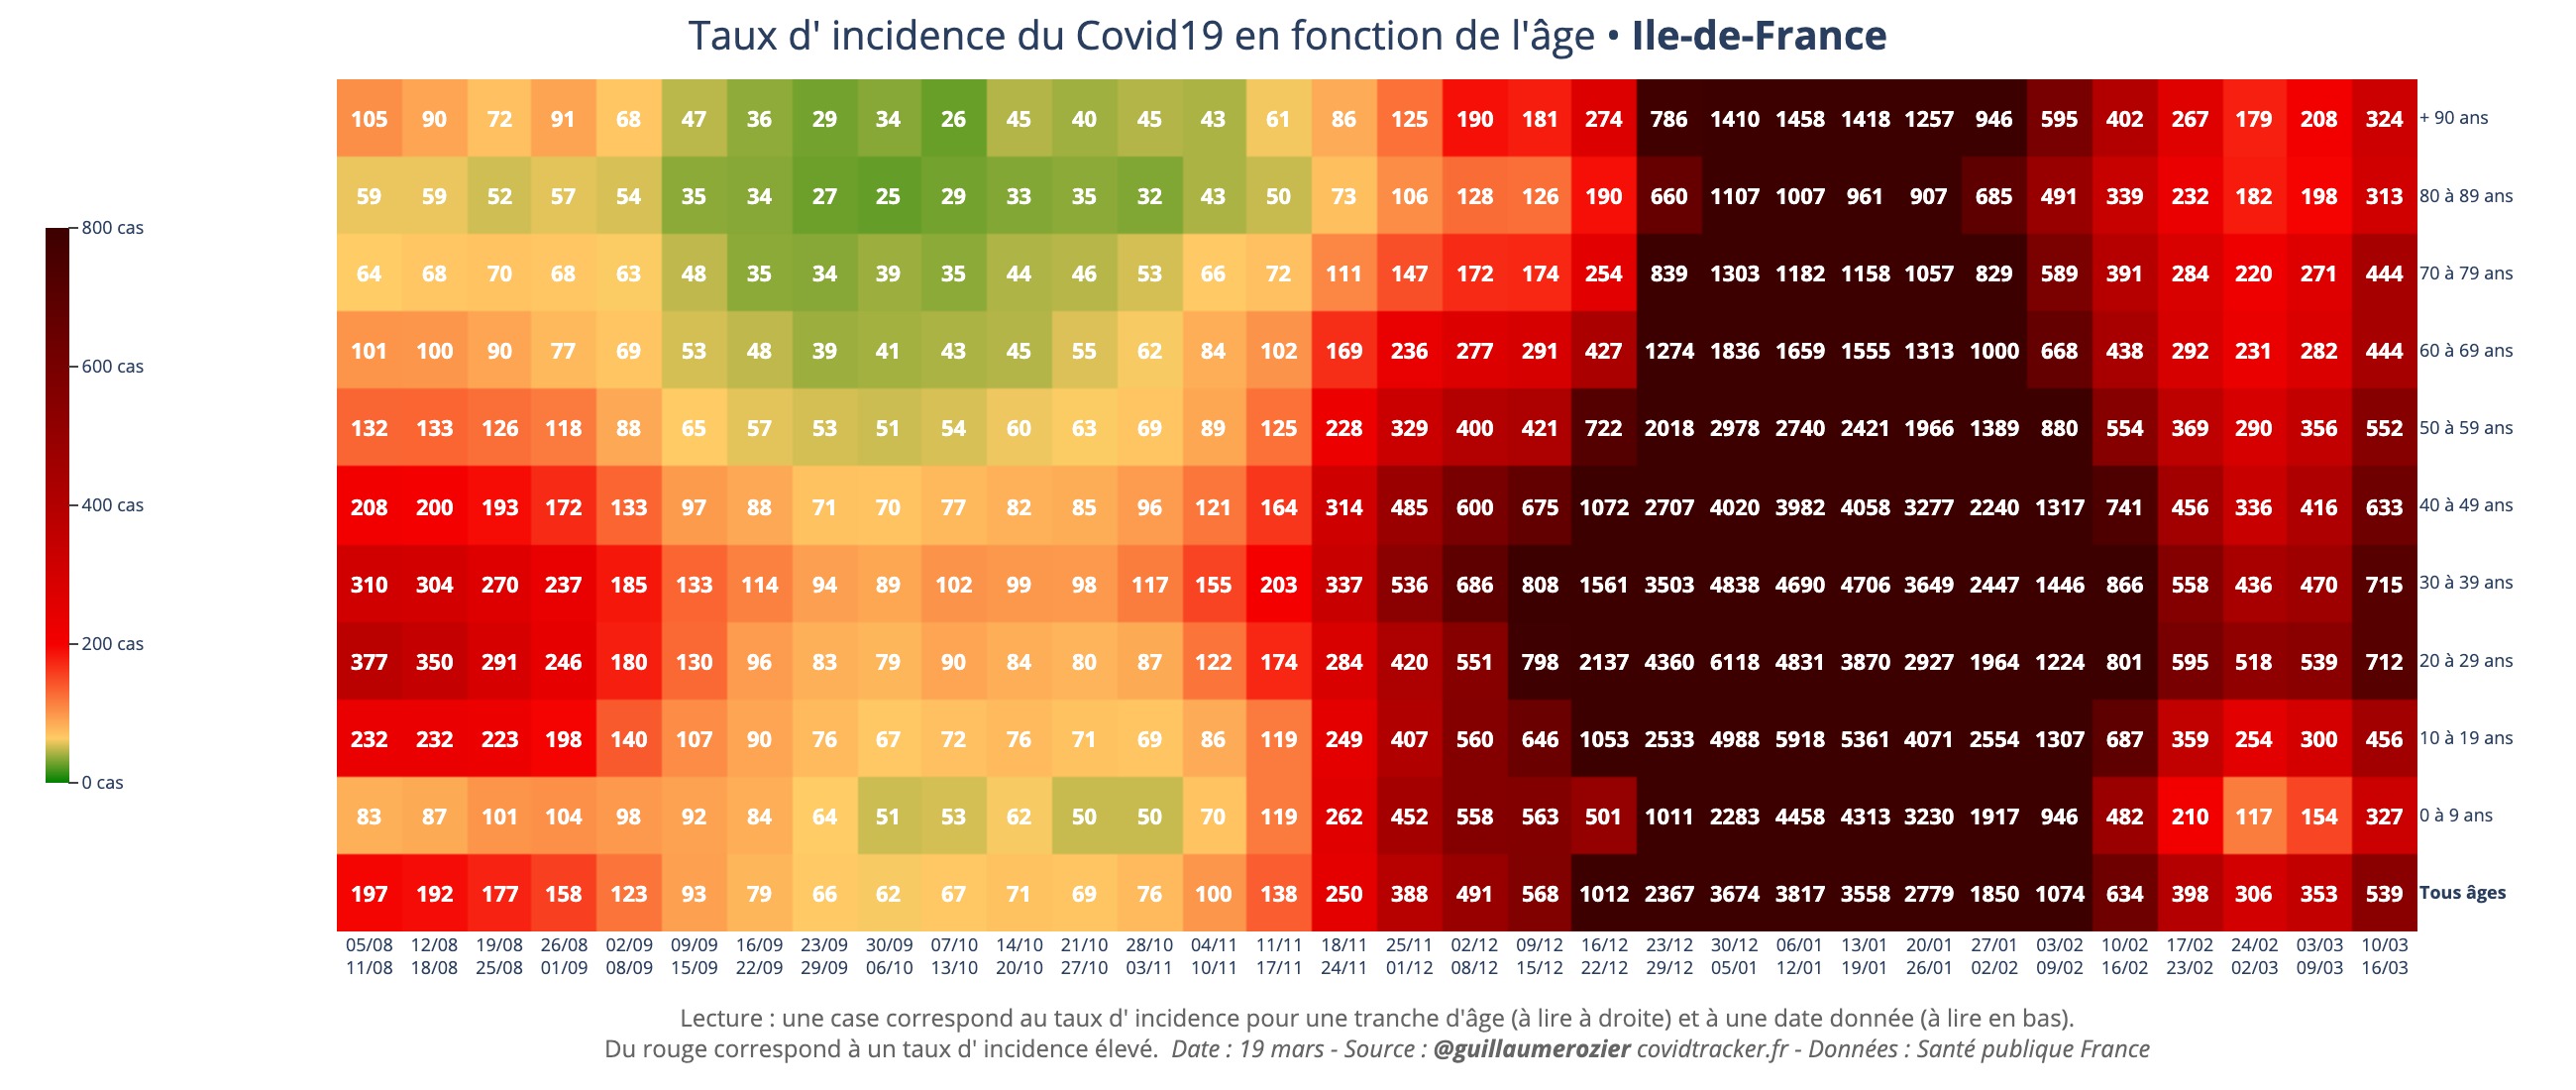 Taux d' incidence du Covid19 en fonction de l'âge • Ile-de-France
800 cas
600 cas
400 cas
200 cas
0 cas
105 90 72 91 68 47 36 29 34 26 45 40 45 43 61 86 125 190 181 274 786 1410 1458 1418 1257 946 595 402 267 179 208 324 + 90 ans
59 59 52 57 54 35 34 27 25 29 33 35 32 43 50 73 106 128 126 190 660 1107 1007 961 907 685 491 339 232 182 198 313 80 à 89 ans
64 68 70 68 63 48 35 34 39 35 44 46 53 66 72 111 147 172 174 254 839 1303 1182 1158 1057 829 589 391 284 220 271 444 70 à 79 ans
101 100 90 77 69 53 48 39 41 43 45 55 62 84 102 169 236 277 291 427 1274 1836 1659 1555 1313 1000 668 438 292 231 282 444 60 à 69 ans
132 133 126 118 88 65 57 53 51 54 60 63 69 89 125 228 329 400 421 722 2018 2978 2740 2421 1966 1389 880 554 369 290 356 552 50 à 59 ans
208 200 193 172 133 97 88 71 70 77 82 85 96 121 164 314 485 600 675 1072 2707 4020 3982 4058 3277 2240 1317 741 456 336 416 633 40 à 49 ans
310 304 270 237 185 133 114 94 89 102 99 98 117 155 203 337 536 686 808 1561 3503 4838 4690 4706 3649 2447 1446 866 558 436 470 715 30 à 39 ans
377 350 291 246 180 130 96 83 79 90 84 80 87 122 174 284 420 551 798 2137 4360 6118 4831 3870 2927 1964 1224 801 595 518 539 712 20 à 29 ans
232 232 223 198 140 107 90 76 67 72 76 71 69 86 119 249 407 560 646 1053 2533 4988 5918 5361 4071 2554 1307 687 359 254 300 456 10 à 19 ans
83 87 101 104 98 92 84 64 51 53 62 50 50 70 119 262 452 558 563 501 1011 2283 4458 4313 3230 1917 946 482 210 117 154 327 0 à 9 ans
197 192 177 158 123 93 79 66 62 67 71 69 76 100 138 250 388 491 568 1012 2367 3674 3817 3558 2779 1850 1074 634 398 306 353 539 Tous âges
05/08 12/08 19/08 26/08 02/09 09/09 16/09 23/09 30/09 07/10 14/10 21/10 28/10 04/11 11/11 18/11 25/11 02/12 09/12 16/12 23/12 30/12 06/01 13/01 20/01 27/01 03/02 10/02 17/02 24/02 03/03 10/03
11/08 18/08 25/08 01/09 08/09 15/09 22/09 29/09 06/10 13/10 20/10 27/10 03/11 10/11 17/11 24/11 01/12 08/12 15/12 22/12 29/12 05/01 12/01 19/01 26/01 02/02 09/02 16/02 23/02 02/03 09/03 16/03
Lecture : une case correspond au taux d' incidence pour une tranche d'âge (à lire à droite) et à une date donnée (à lire en bas).
Du rouge correspond à un taux d' incidence élevé. Date : 19 mars - Source : @guillaumerozier covidtracker.fr - Données : Santé publique France